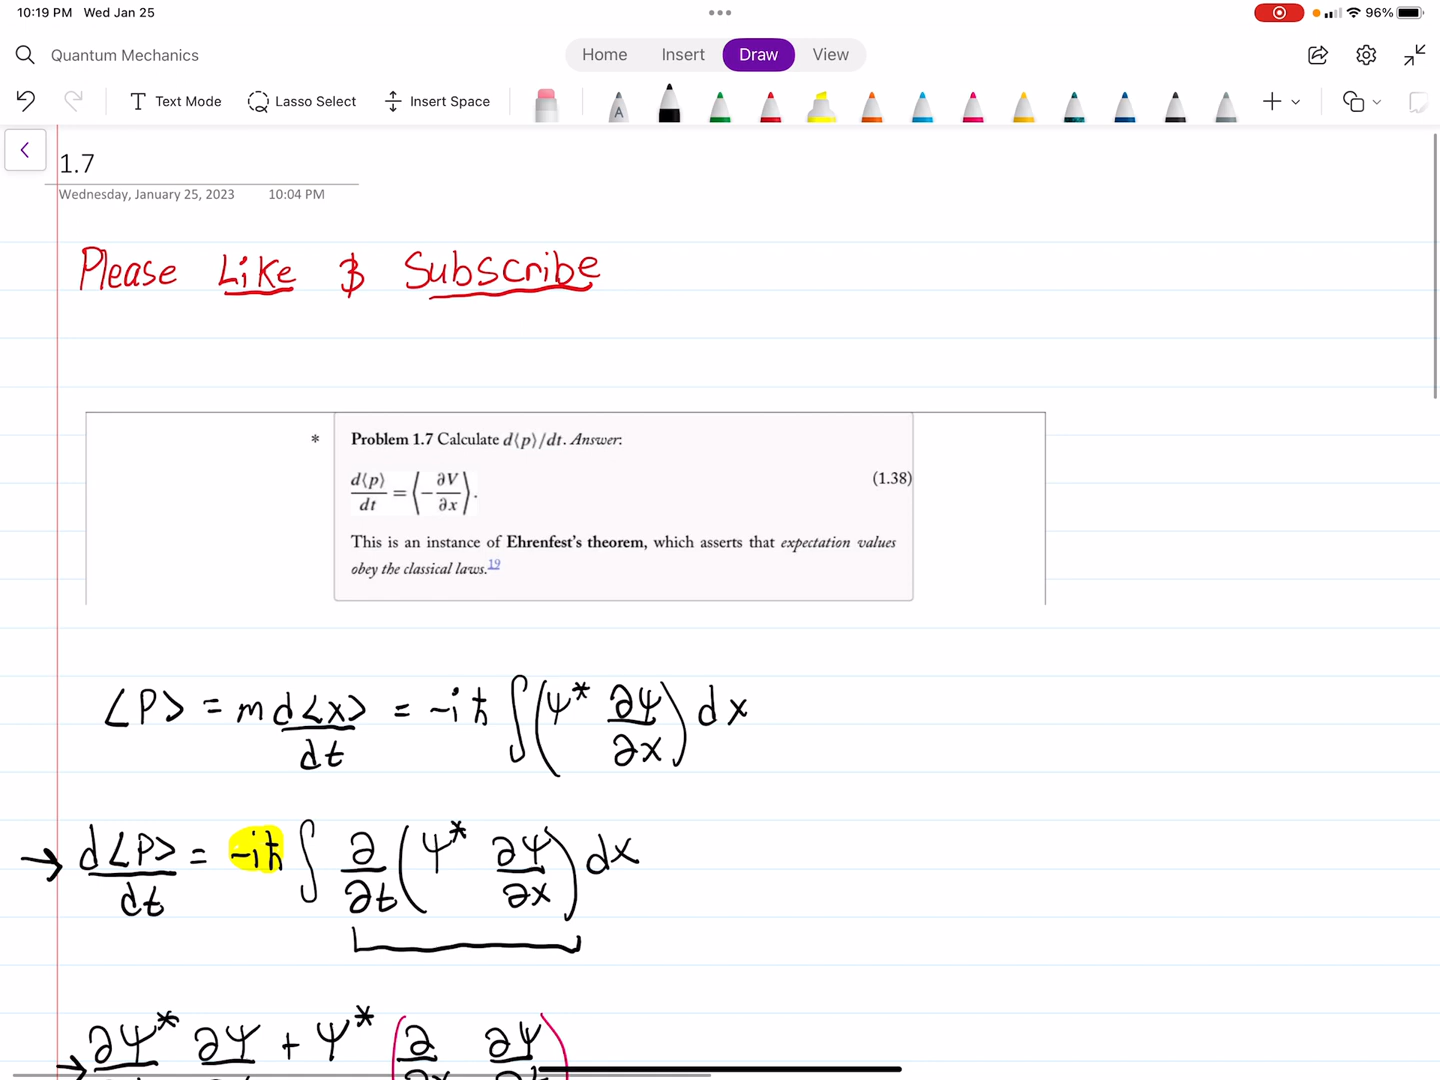 10:19 PM Wed Jan 25
96%
Quantum Mechanics
Home Insert Draw View
Text Mode Lasso Select Insert Space
A
1.7
Wednesday, January 25, 2023 10:04 PM
Please Like & Subscribe
* Problem 1.7 Calculate d⟨p⟩/dt. Answer:
d⟨p⟩/dt = ⟨−∂V/∂x⟩. (1.38)
This is an instance of Ehrenfest's theorem, which asserts that expectation values
obey the classical laws.19
<P> = m d<x>/dt = -iħ ∫(ψ* ∂ψ/∂x) dx
→ d<P>/dt = -iħ ∫ ∂/∂t (ψ* ∂ψ/∂x) dx
→ ∂ψ* ∂ψ + ψ* (∂/∂x ∂ψ